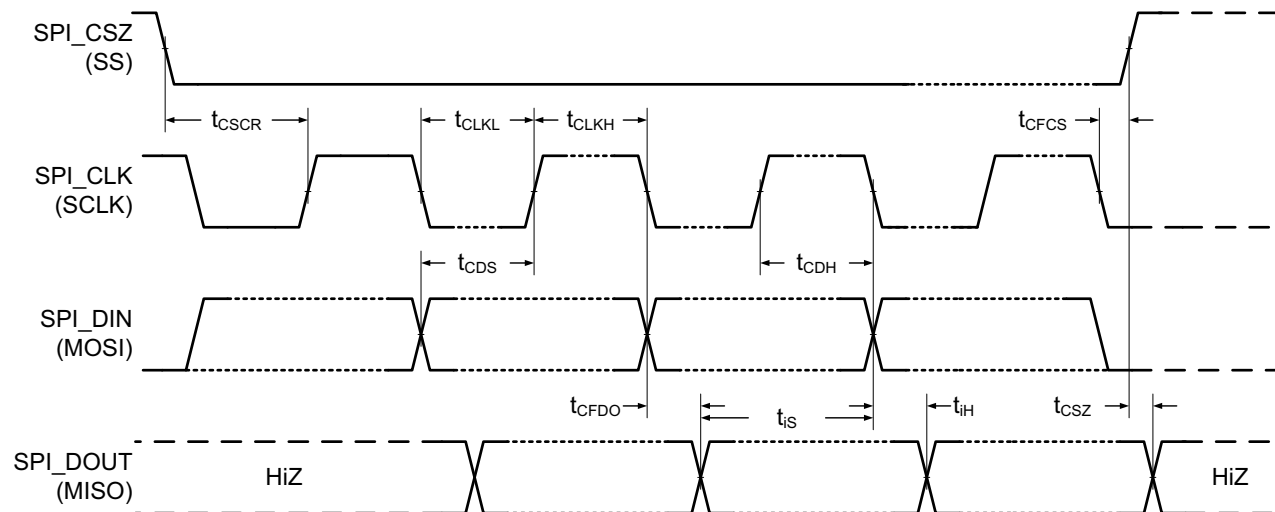 SPI_CSZ
(SS)
tCSCR
tCLKL
tCLKH
tCFCS
SPI_CLK
(SCLK)
tCDS
tCDH
SPI_DIN
(MOSI)
tCFDO
tiS
tiH
tCSZ
SPI_DOUT
(MISO)
HiZ
HiZ